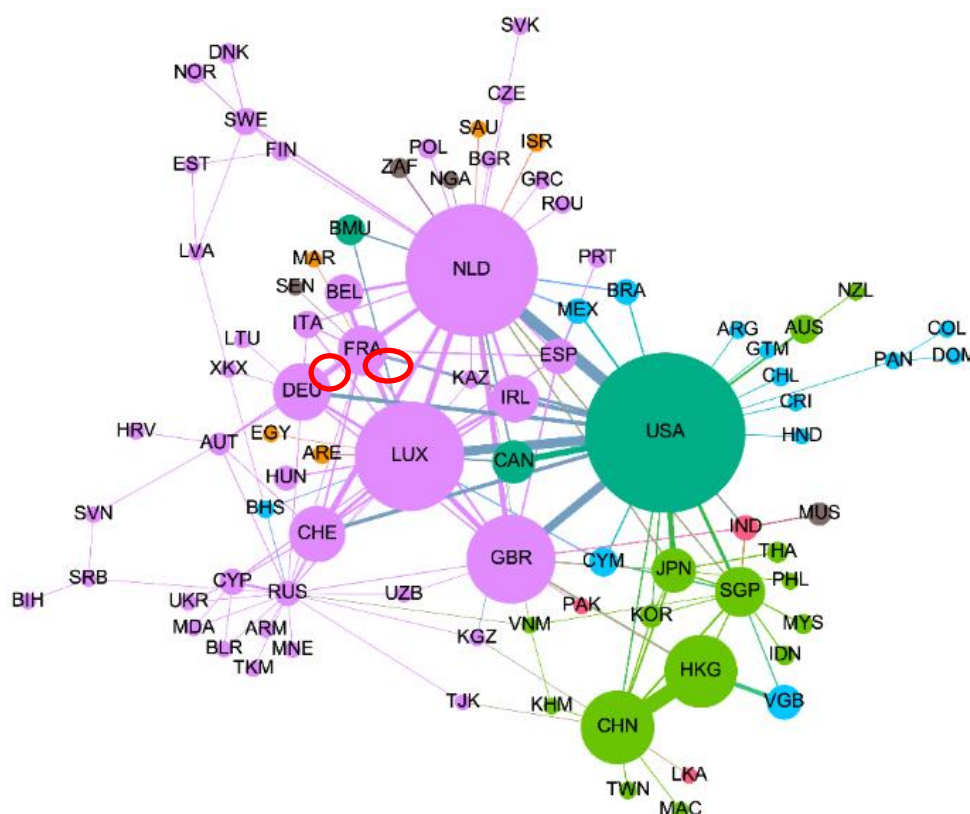 SVK
DNK
NOR
CZE
SWE
SAU
ISR
FIN
POL
BGR
EST
ZAF
NGA
GRC
ROU
BMU
LVA
MAR
NLD
PRT
SEN
BEL
BRA
NZL
MEX
ITA
AUS
ARG
COL
LTU
FRA
ESP
GTM
PAN
DOM
XKX
KAZ
CHL
DEU
IRL
CRI
HRV
AUT
EGY
USA
HND
ARE
LUX
CAN
HUN
BHS
SVN
MUS
CHE
IND
GBR
CYM
THA
JPN
SRB
CYP
PHL
BIH
UKR
RUS
UZB
SGP
PAK
KOR
MDA
ARM
VNM
MYS
BLR
MNE
KGZ
IDN
TKM
HKG
TJK
KHM
VGB
CHN
LKA
TWN
MAC